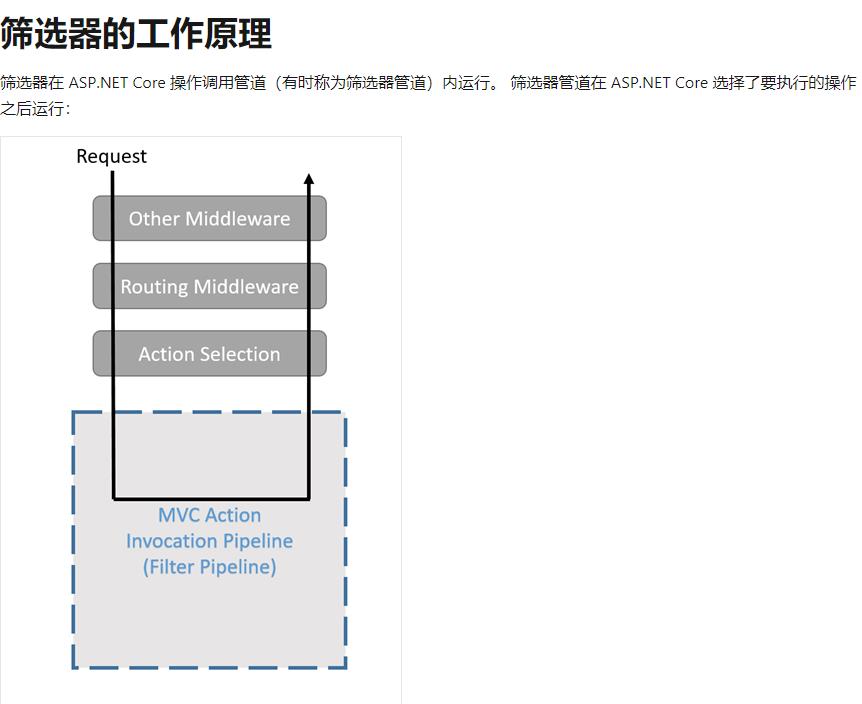 筛选器的工作原理
筛选器在 ASP.NET Core 操作调用管道（有时称为筛选器管道）内运行。 筛选器管道在 ASP.NET Core 选择了要执行的操作
之后运行：
Request
Other Middleware
Routing Middleware
Action Selection
MVC Action
Invocation Pipeline
(Filter Pipeline)